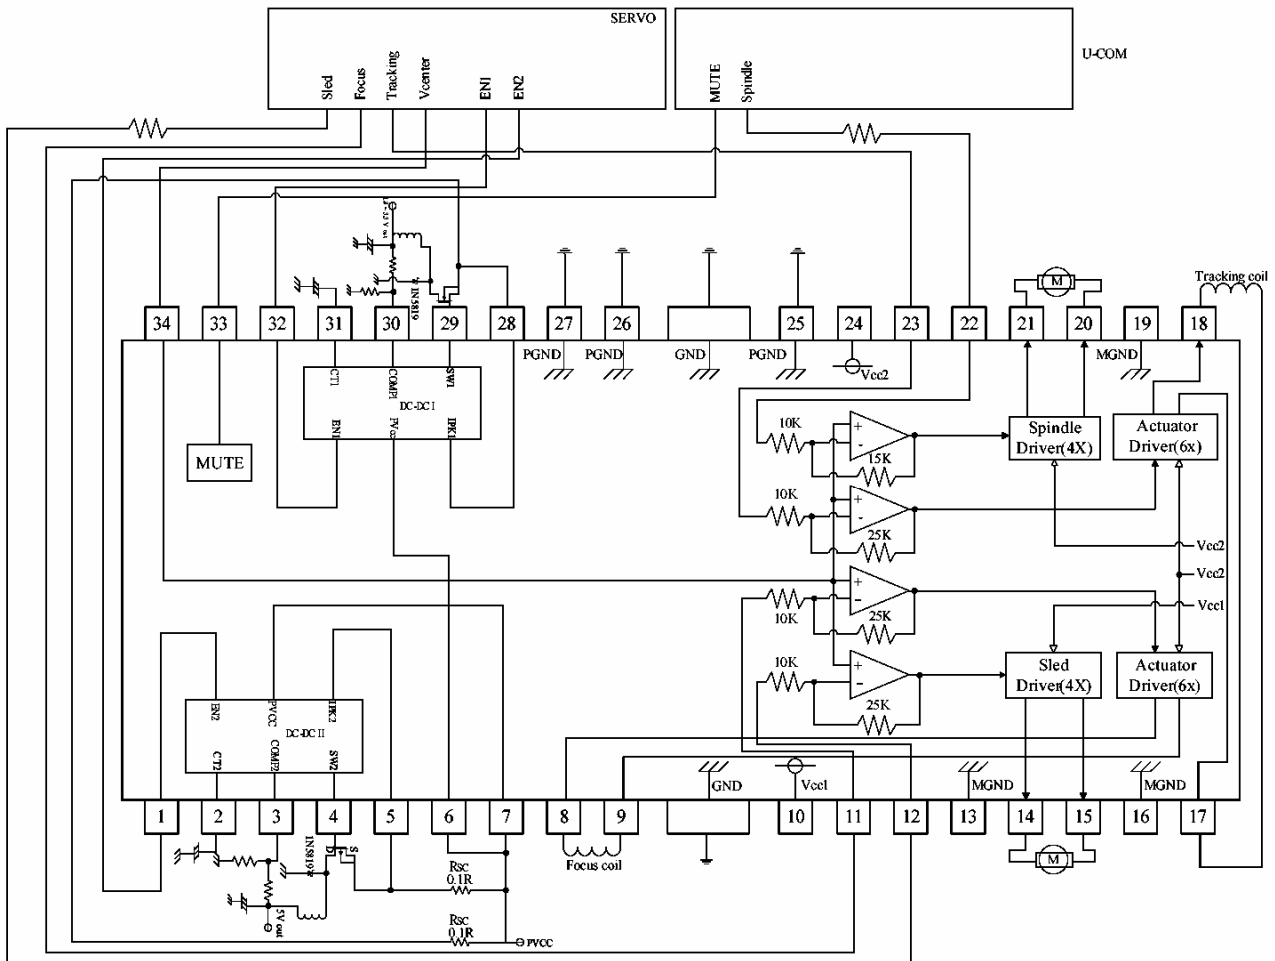 SERVO
U-COM
Sled
Focus
Tracking
Vcenter
EN1
EN2
MUTE
Spindle
1N5819
Tracking coil
M
34
33
32
31
30
29
28
27
26
25
24
23
22
21
20
19
18
PGND
PGND
GND
PGND
Vcc2
MGND
CT1
COMP1
SW1
DC-DC I
EN1
PVcc
IPK1
MUTE
10K
+
-
15K
Spindle
Driver(4X)
Actuator
Driver(6x)
10K
+
-
25K
Vcc2
Vcc2
+
-
10K
25K
Vcc1
10K
+
-
25K
Sled
Driver(4X)
Actuator
Driver(6x)
EN2
PVCC
IPK2
DC-DC II
CT2
COMP2
SW2
GND
Vcc1
MGND
MGND
1
2
3
4
5
6
7
8
9
10
11
12
13
14
15
16
17
1N5819
D
S
Focus coil
M
RSC
0.1R
5V out
RSC
0.1R
PVCC